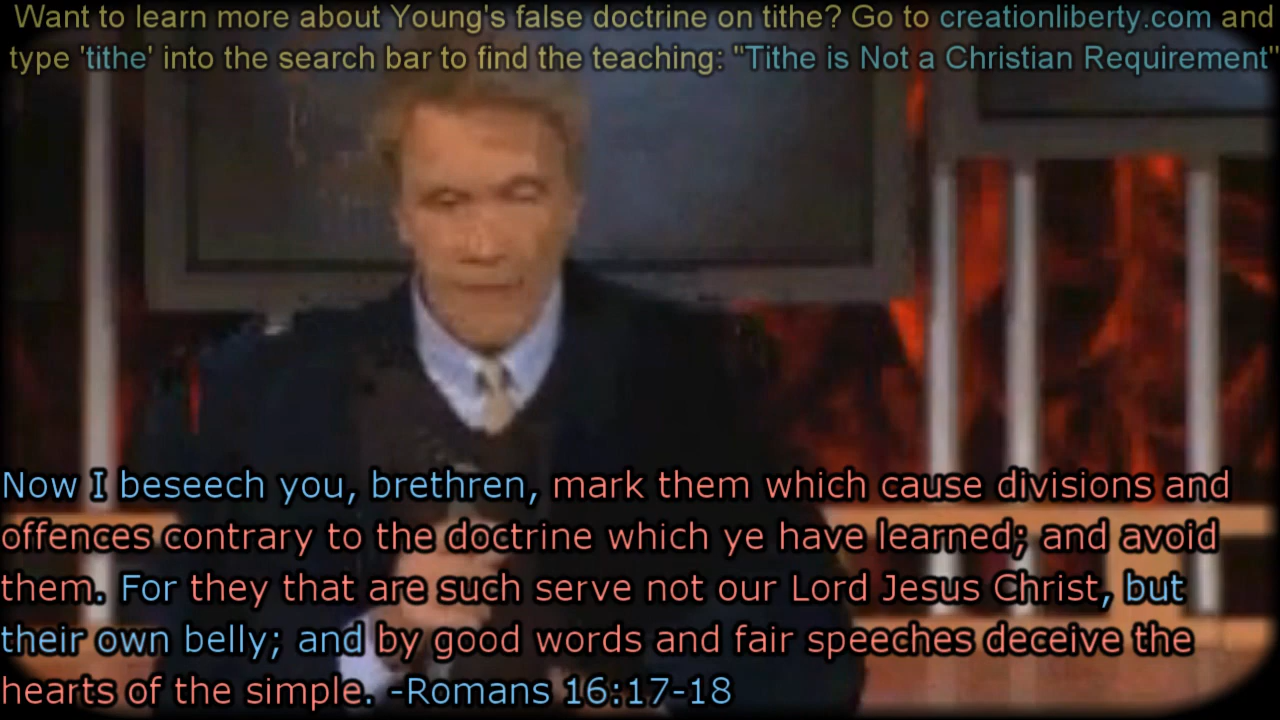 Want to learn more about Young's false doctrine on tithe? Go to creationliberty.com and
type 'tithe' into the search bar to find the teaching: "Tithe is Not a Christian Requirement"
Now I beseech you, brethren, mark them which cause divisions and
offences contrary to the doctrine which ye have learned; and avoid
them. For they that are such serve not our Lord Jesus Christ, but
their own belly; and by good words and fair speeches deceive the
hearts of the simple. -Romans 16:17-18